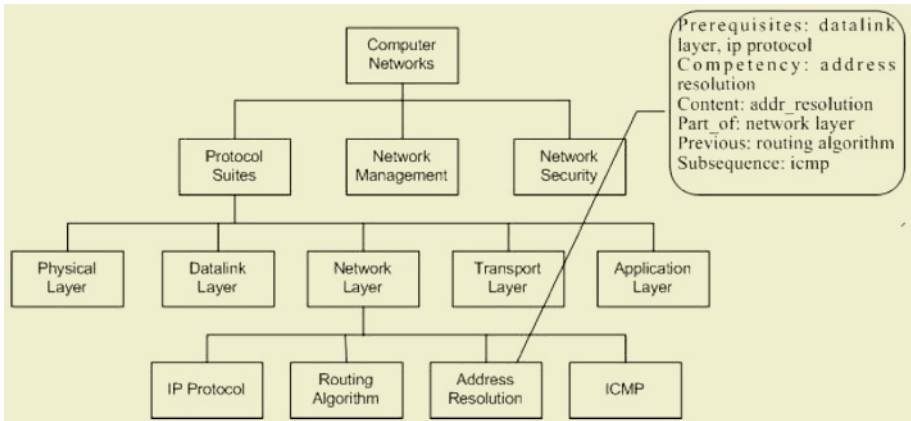 Computer
Networks
Prerequisites: datalink
layer, ip protocol
Competency: address
resolution
Content: addr_resolution
Part_of: network layer
Previous: routing algorithm
Subsequence: icmp
Protocol
Suites
Network
Management
Network
Security
Physical
Layer
Datalink
Layer
Network
Layer
Transport
Layer
Application
Layer
IP Protocol
Routing
Algorithm
Address
Resolution
ICMP